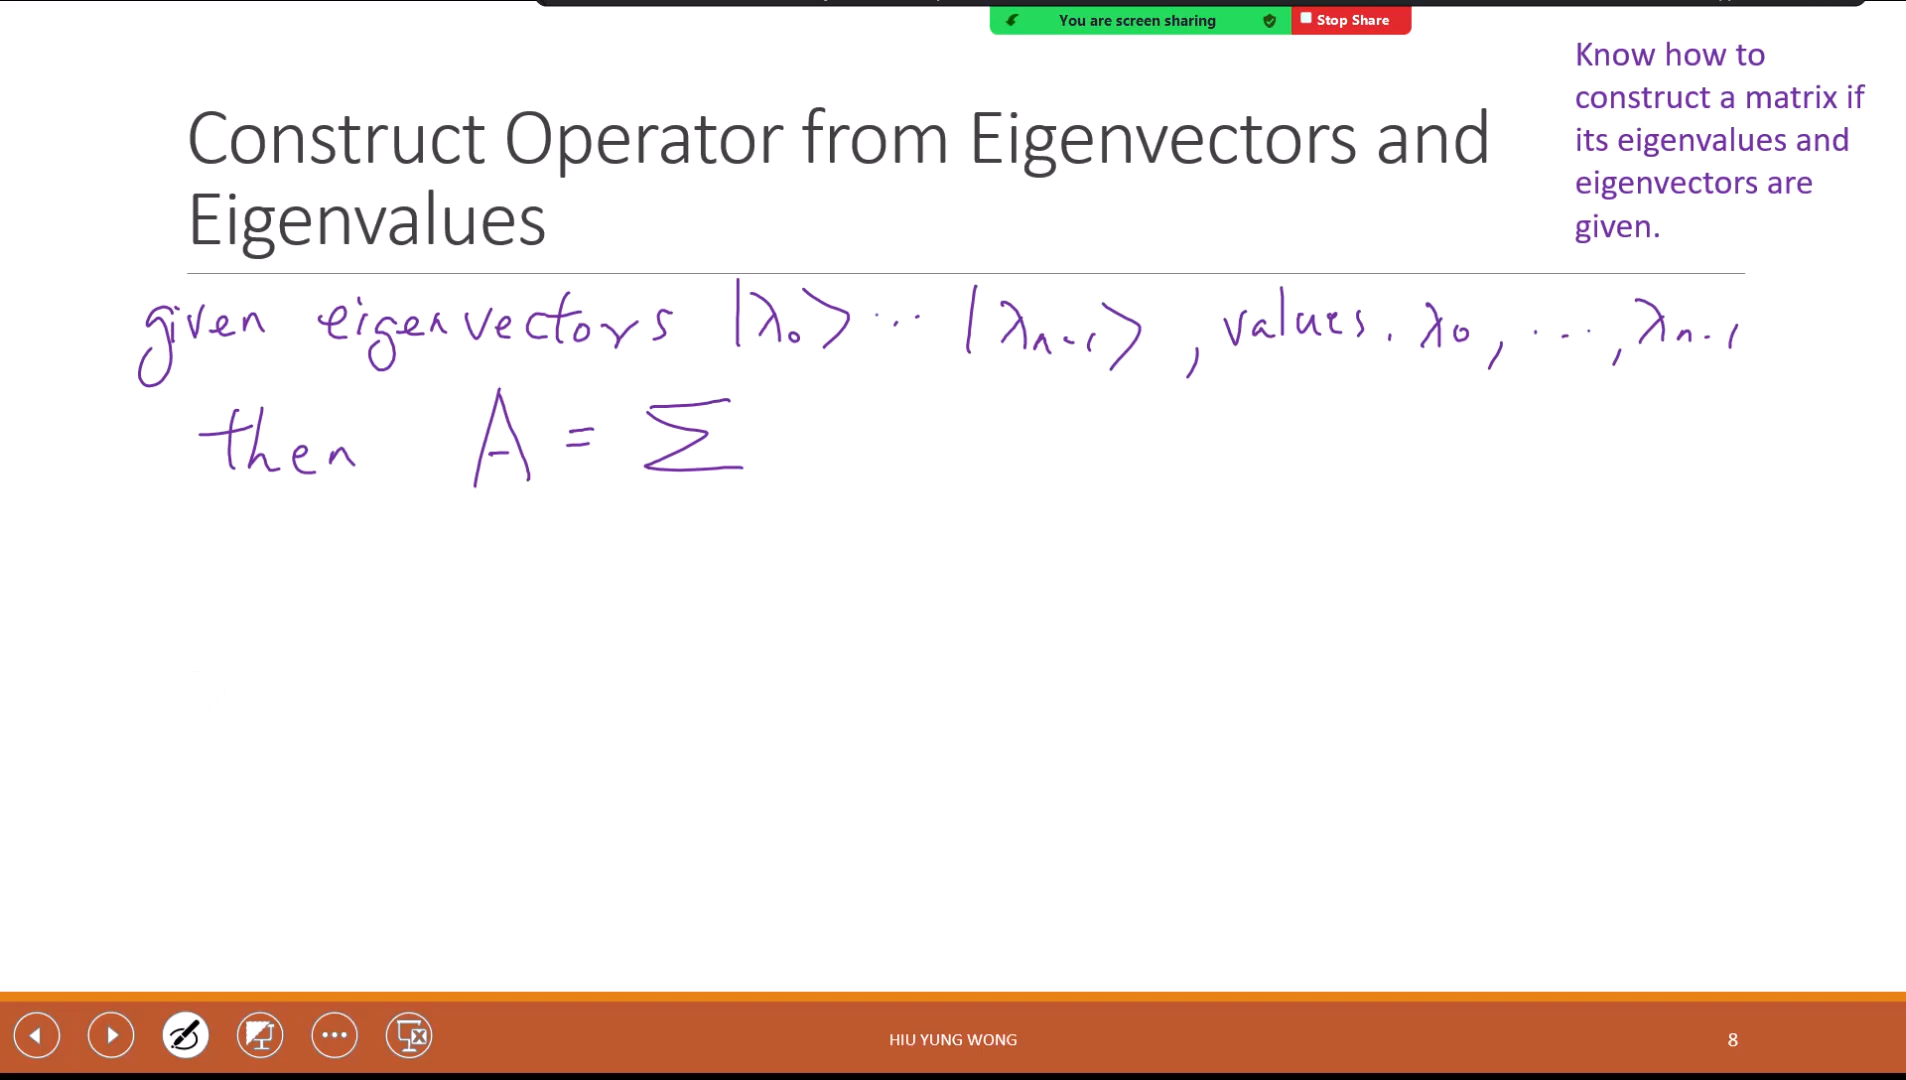 You are screen sharing Stop Share
Know how to
construct a matrix if
its eigenvalues and
eigenvectors are
given.
Construct Operator from Eigenvectors and
Eigenvalues
given eigenvectors |λ₀⟩ ... |λₙ₋₁⟩, values. λ₀, ..., λₙ₋₁
then A = Σ
HIU YUNG WONG
8